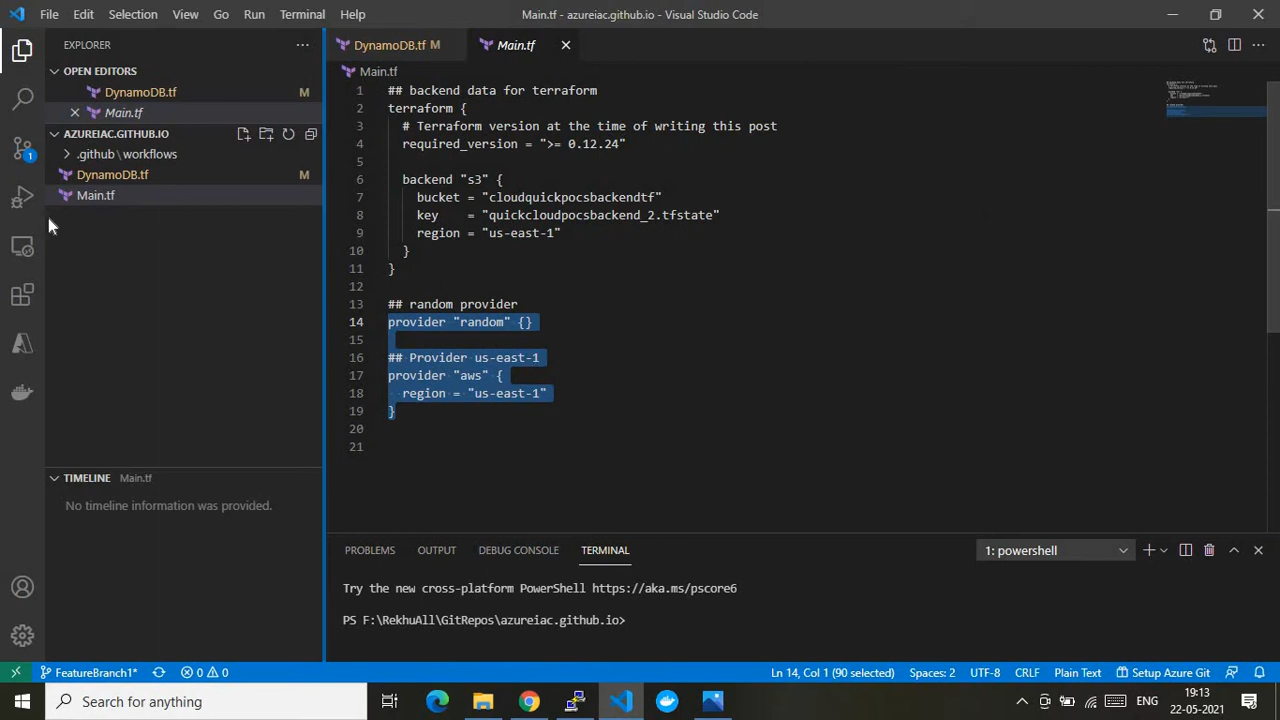 File Edit Selection View Go Run Terminal Help
Main.tf - azureiac.github.io - Visual Studio Code
EXPLORER
OPEN EDITORS
DynamoDB.tf M
Main.tf
AZUREIAC.GITHUB.IO
.github\workflows
DynamoDB.tf M
Main.tf
TIMELINE Main.tf
No timeline information was provided.
DynamoDB.tf M Main.tf
Main.tf
1 ## backend data for terraform
2 terraform {
3 # Terraform version at the time of writing this post
4 required_version = ">= 0.12.24"
5
6 backend "s3" {
7 bucket = "cloudquickpocsbackendtf"
8 key    = "quickcloudpocsbackend_2.tfstate"
9 region = "us-east-1"
10 }
11 }
12
13 ## random provider
14 provider "random" {}
15
16 ## Provider us-east-1
17 provider "aws" {
18 region = "us-east-1"
19 }
20
21
PROBLEMS OUTPUT DEBUG CONSOLE TERMINAL 1: powershell
Try the new cross-platform PowerShell https://aka.ms/pscore6
PS F:\RekhuAll\GitRepos\azureiac.github.io>
1
FeatureBranch1* 0 0 Ln 14, Col 1 (90 selected) Spaces: 2 UTF-8 CRLF Plain Text Setup Azure Git
Search for anything
ENG
19:13
22-05-2021